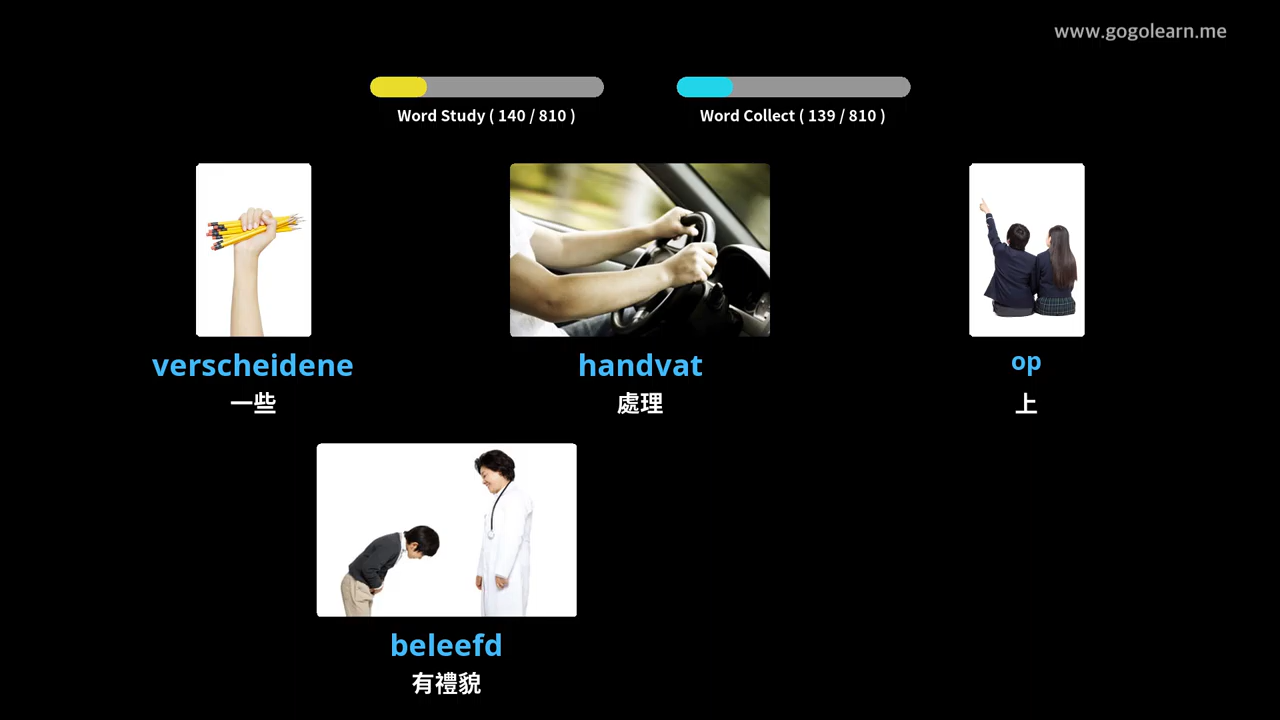 www.gogolearn.me
Word Study ( 140 / 810 )
Word Collect ( 139 / 810 )
verscheidene
一些
handvat
處理
op
上
beleefd
有禮貌